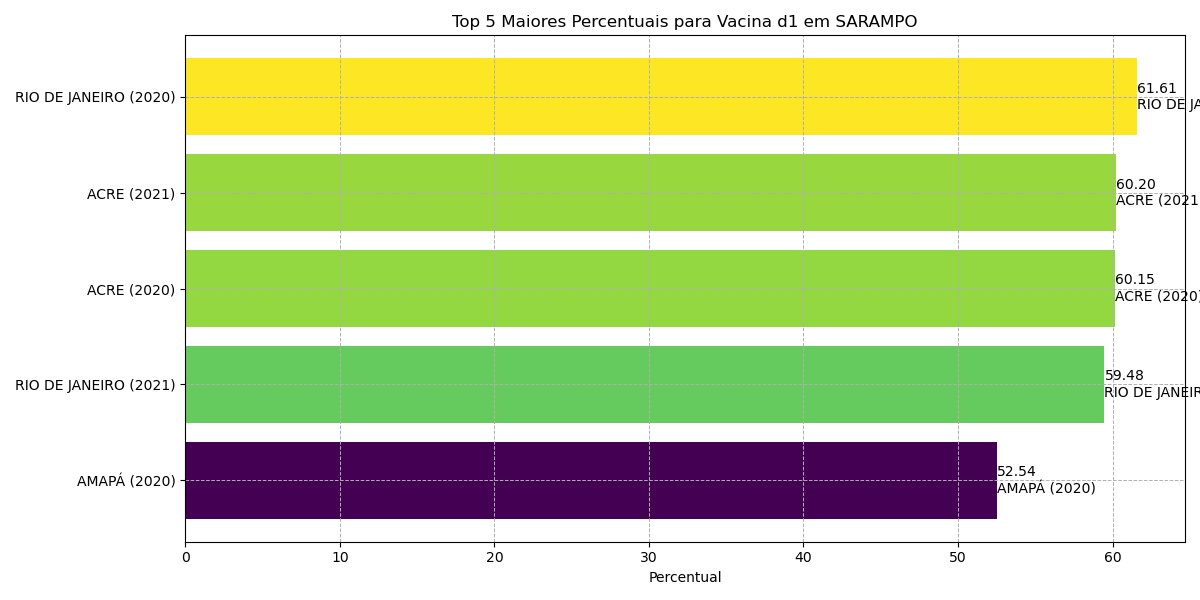 Top 5 Maiores Percentuais para Vacina d1 em SARAMPO
RIO DE JANEIRO (2020)
61.61
RIO DE JA
ACRE (2021)
60.20
ACRE (2021
ACRE (2020)
60.15
ACRE (2020)
RIO DE JANEIRO (2021)
59.48
RIO DE JANEIR
AMAPÁ (2020)
52.54
AMAPÁ (2020)
0 10 20 30 40 50 60
Percentual